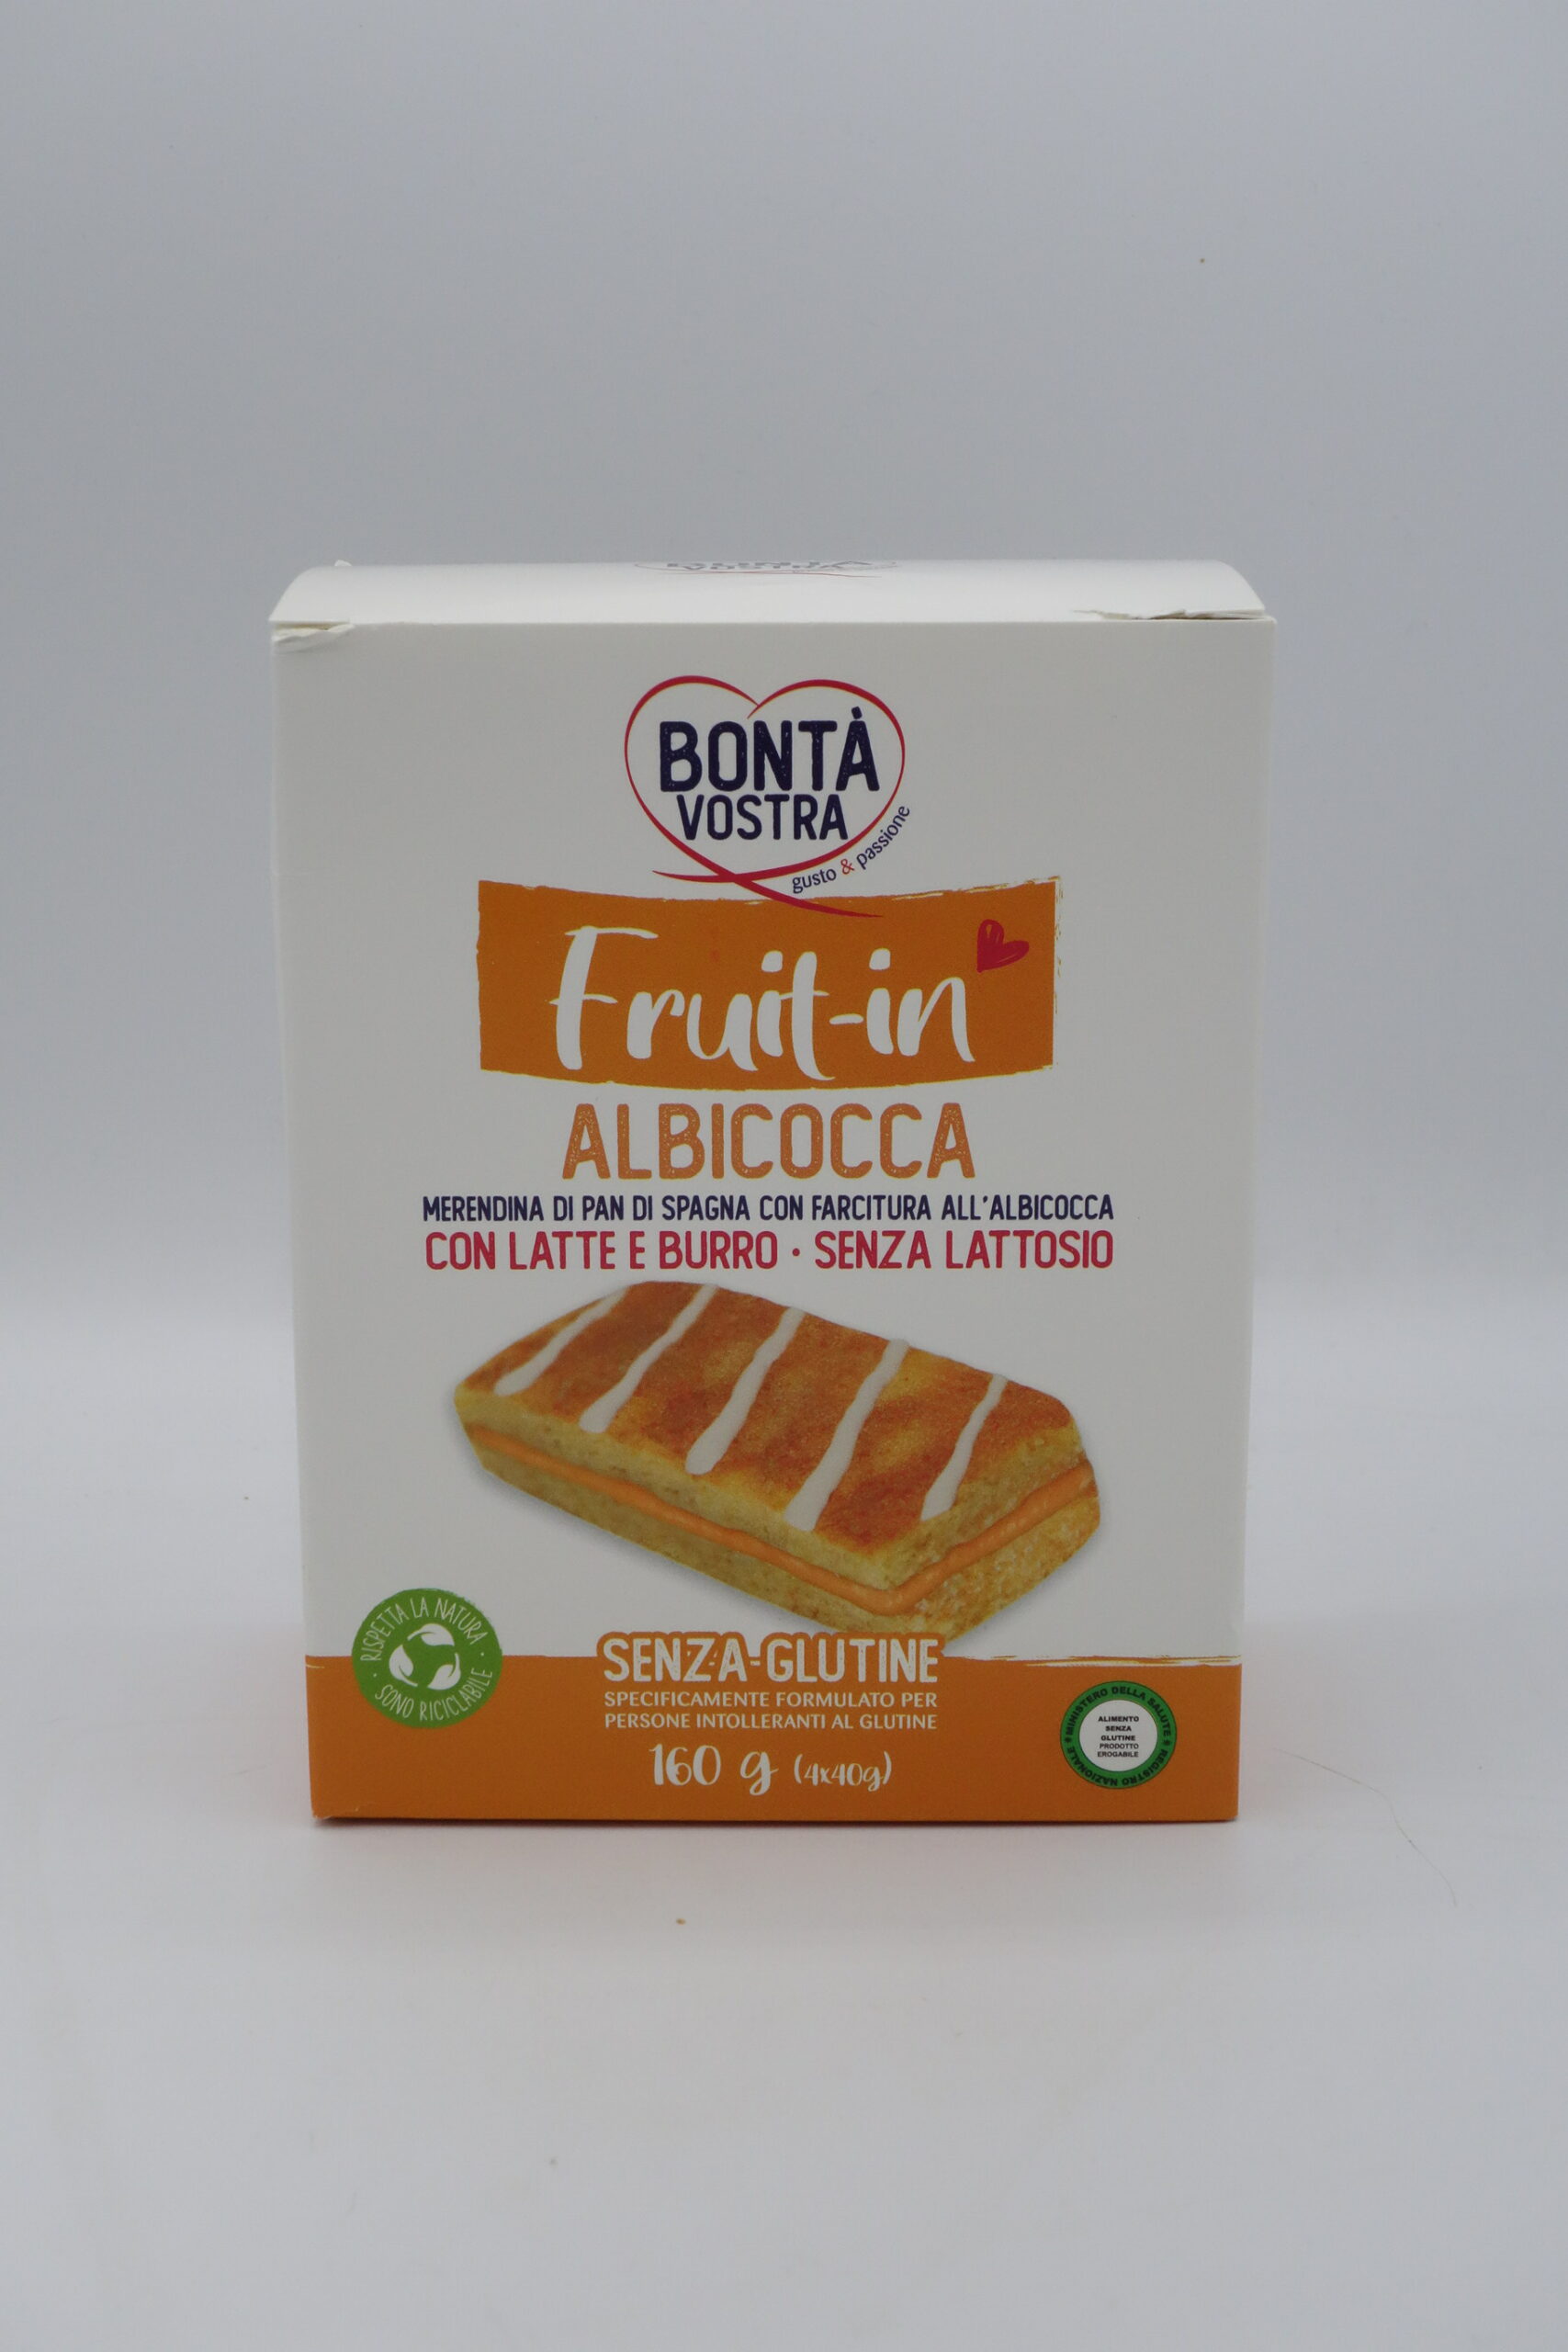 BONTÀ
VOSTRA
gusto & passione
Fruit-in
ALBICOCCA
MERENDINA DI PAN DI SPAGNA CON FARCITURA ALL'ALBICOCCA
CON LATTE E BURRO • SENZA LATTOSIO
RISPETTA LA NATURA
SONO RICICLABILE
SENZA-GLUTINE
SPECIFICAMENTE FORMULATO PER
PERSONE INTOLLERANTI AL GLUTINE
160 g (4x40g)
MINISTERO DELLA SALUTE
REGISTRO NAZIONALE
ALIMENTO
SENZA
GLUTINE
PRODOTTO
EROGABILE